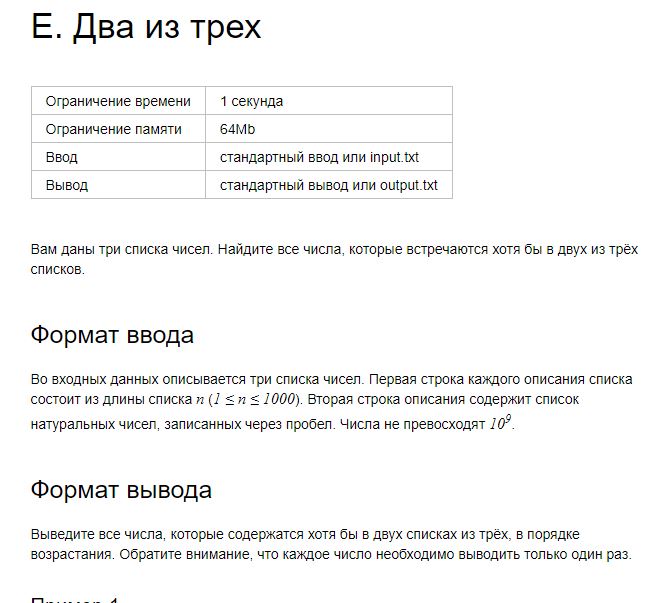 E. Два из трех
Ограничение времени 1 секунда
Ограничение памяти 64Mb
Ввод стандартный ввод или input.txt
Вывод стандартный вывод или output.txt
Вам даны три списка чисел. Найдите все числа, которые встречаются хотя бы в двух из трёх
списков.
Формат ввода
Во входных данных описывается три списка чисел. Первая строка каждого описания списка
состоит из длины списка n (1 ≤ n ≤ 1000). Вторая строка описания содержит список
натуральных чисел, записанных через пробел. Числа не превосходят 10⁹.
Формат вывода
Выведите все числа, которые содержатся хотя бы в двух списках из трёх, в порядке
возрастания. Обратите внимание, что каждое число необходимо выводить только один раз.
Пример 1